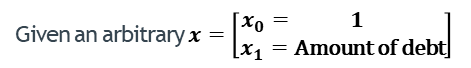 Given an arbitrary x = [x₀ = 1
x₁ = Amount of debt]